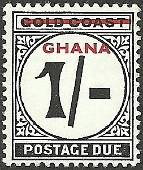 GOLD COAST
GHANA
1/-
POSTAGE DUE